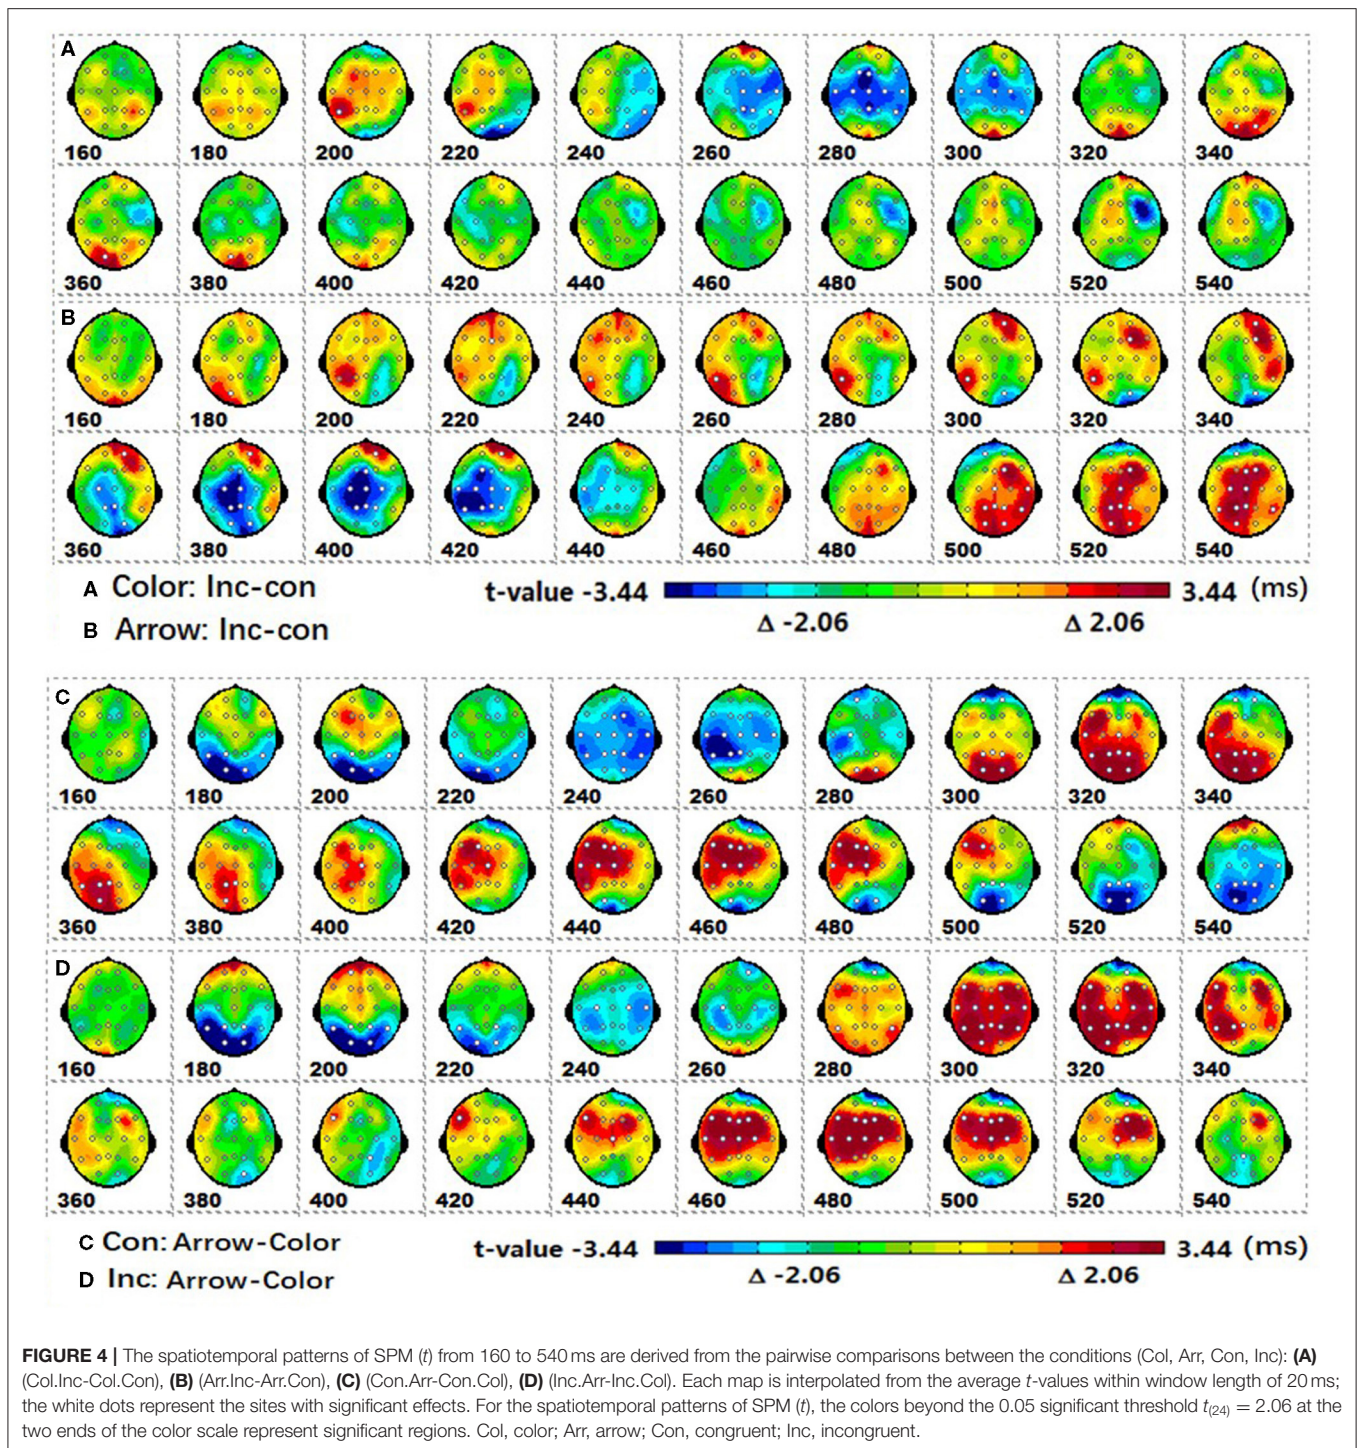 A
160 180 200 220 240 260 280 300 320 340
360 380 400 420 440 460 480 500 520 540
B
160 180 200 220 240 260 280 300 320 340
360 380 400 420 440 460 480 500 520 540
A Color: Inc-con
t-value -3.44 3.44 (ms)
B Arrow: Inc-con
Δ -2.06 Δ 2.06
C
160 180 200 220 240 260 280 300 320 340
360 380 400 420 440 460 480 500 520 540
D
160 180 200 220 240 260 280 300 320 340
360 380 400 420 440 460 480 500 520 540
C Con: Arrow-Color
t-value -3.44 3.44 (ms)
D Inc: Arrow-Color
Δ -2.06 Δ 2.06
FIGURE 4 | The spatiotemporal patterns of SPM (t) from 160 to 540 ms are derived from the pairwise comparisons between the conditions (Col, Arr, Con, Inc): (A)
(Col.Inc-Col.Con), (B) (Arr.Inc-Arr.Con), (C) (Con.Arr-Con.Col), (D) (Inc.Arr-Inc.Col). Each map is interpolated from the average t-values within window length of 20 ms;
the white dots represent the sites with significant effects. For the spatiotemporal patterns of SPM (t), the colors beyond the 0.05 significant threshold t(24) = 2.06 at the
two ends of the color scale represent significant regions. Col, color; Arr, arrow; Con, congruent; Inc, incongruent.